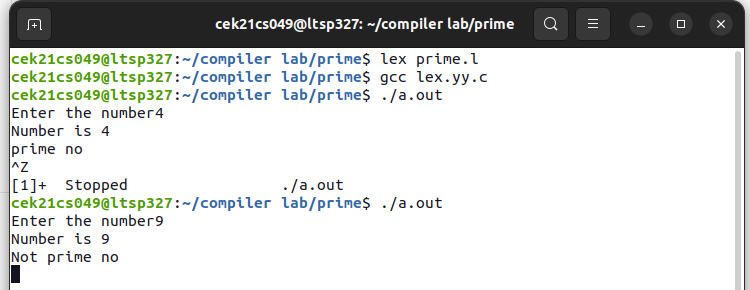 cek21cs049@ltsp327: ~/compiler lab/prime
cek21cs049@ltsp327:~/compiler lab/prime$ lex prime.l
cek21cs049@ltsp327:~/compiler lab/prime$ gcc lex.yy.c
cek21cs049@ltsp327:~/compiler lab/prime$ ./a.out
Enter the number4
Number is 4
prime no
^Z
[1]+  Stopped                 ./a.out
cek21cs049@ltsp327:~/compiler lab/prime$ ./a.out
Enter the number9
Number is 9
Not prime no